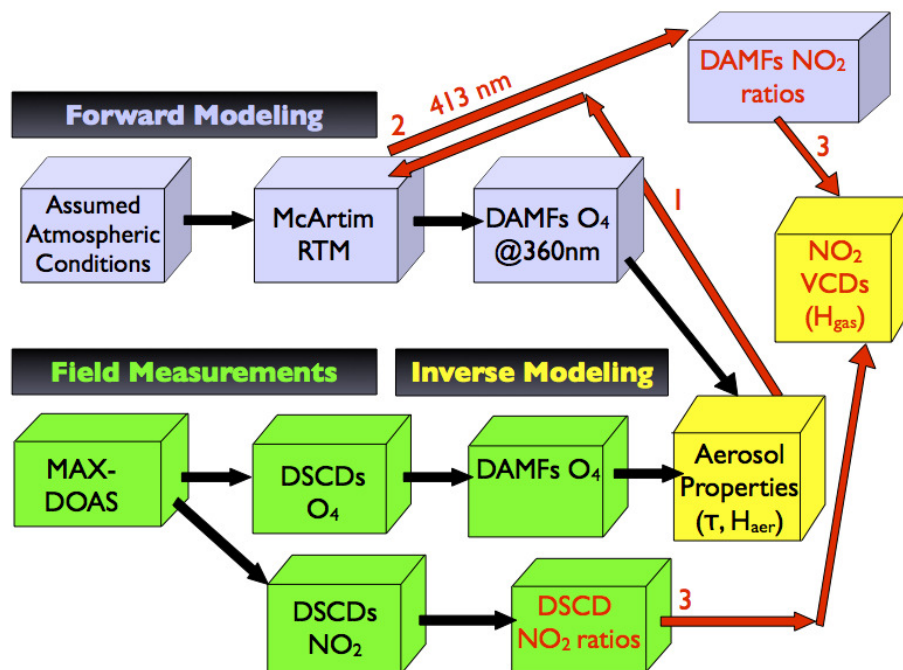 DAMFs NO₂
ratios
2
413 nm
Forward Modeling
3
1
Assumed
Atmospheric
Conditions
McArtim
RTM
DAMFs O₄
@360nm
NO₂
VCDs
(H_gas)
Field Measurements
Inverse Modeling
MAX-
DOAS
DSCDs
O₄
DAMFs O₄
Aerosol
Properties
(τ, H_aer)
DSCDs
NO₂
DSCD
NO₂ ratios
3